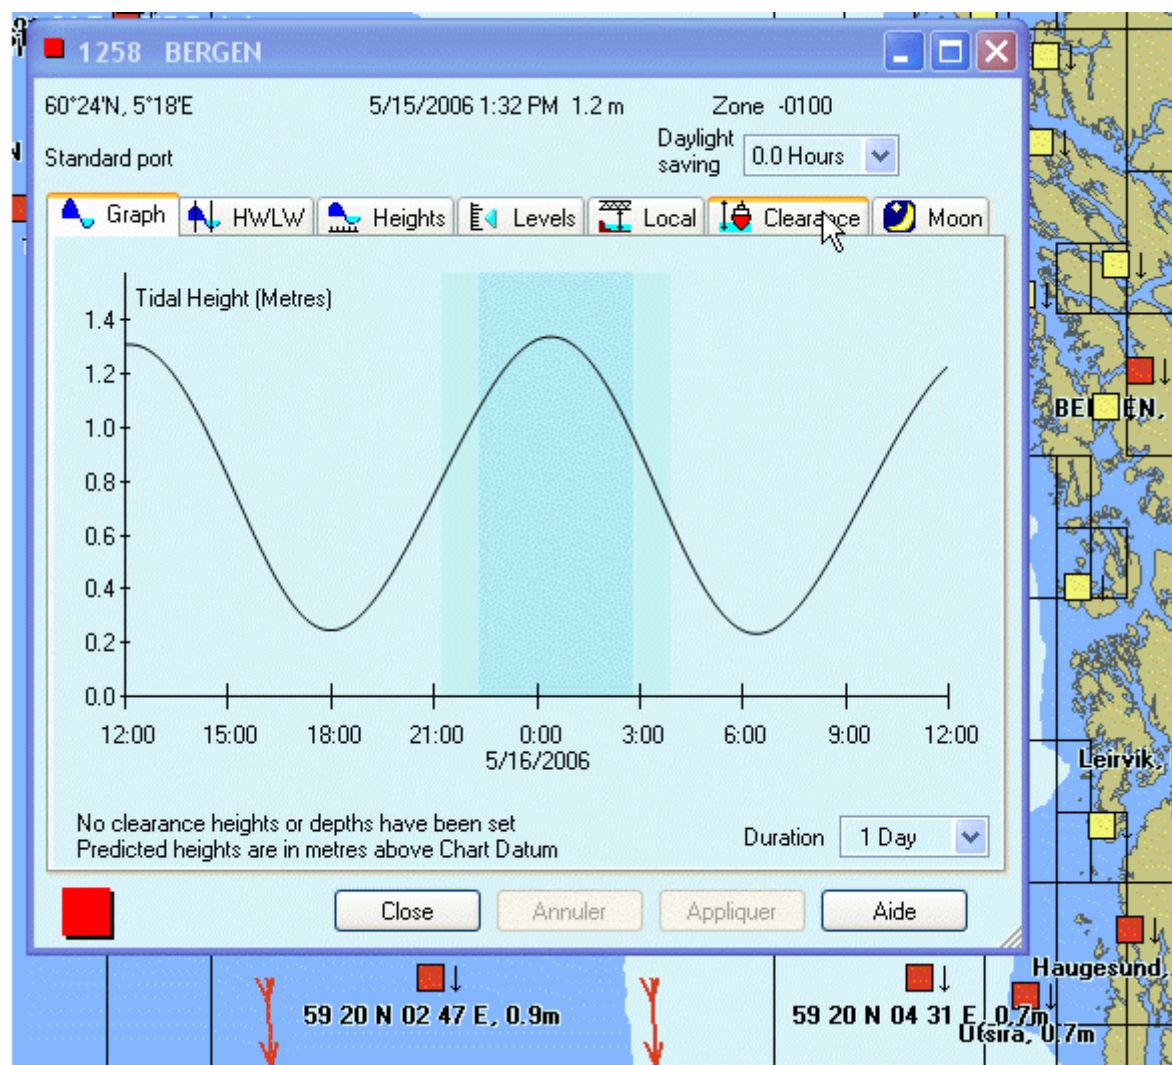 1258 BERGEN
60°24'N, 5°18'E 5/15/2006 1:32 PM 1.2 m Zone -0100
Standard port
Daylight saving 0.0 Hours
Graph HWLW Heights Levels Local Clearance Moon
Tidal Height (Metres)
1.4
1.2
1.0
0.8
0.6
0.4
0.2
0.0
12:00 15:00 18:00 21:00 0:00 3:00 6:00 9:00 12:00
5/16/2006
No clearance heights or depths have been set
Predicted heights are in metres above Chart Datum
Duration 1 Day
Close Annuler Appliquer Aide
Leirvik,
Haugesund,
59 20 N 02 47 E, 0.9m
59 20 N 04 31 E, 0.7m
Utsira, 0.7m